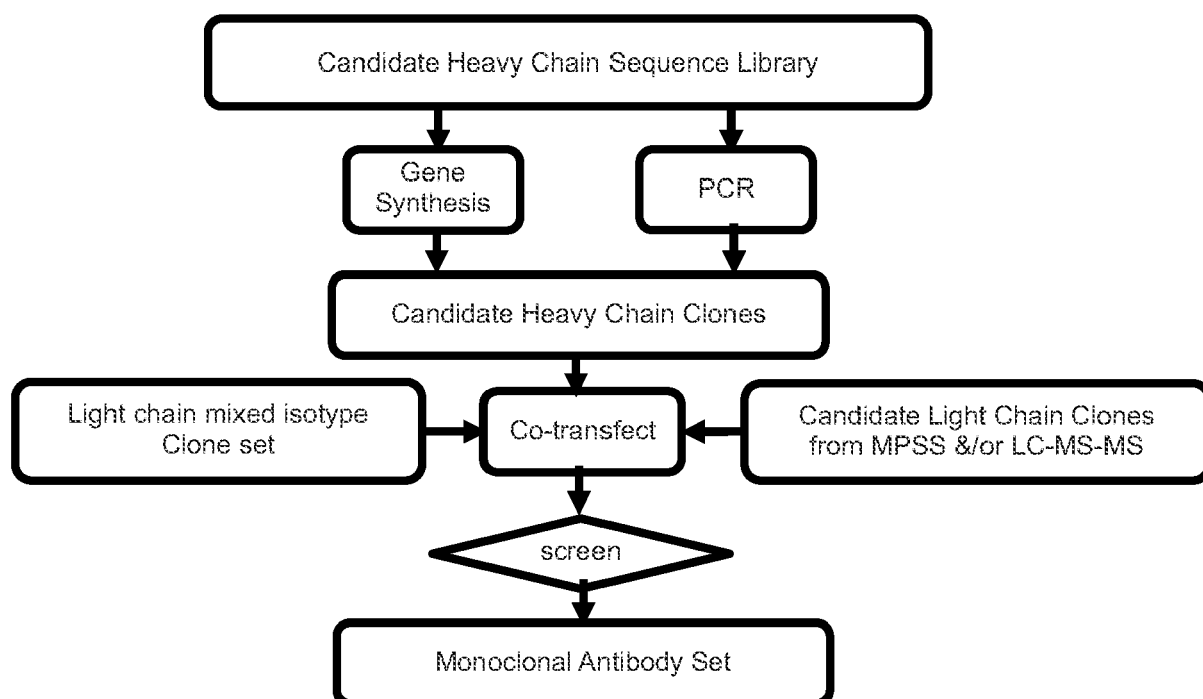 Candidate Heavy Chain Sequence Library
Gene
Synthesis
PCR
Candidate Heavy Chain Clones
Light chain mixed isotype
Clone set
Co-transfect
Candidate Light Chain Clones
from MPSS &/or LC-MS-MS
screen
Monoclonal Antibody Set